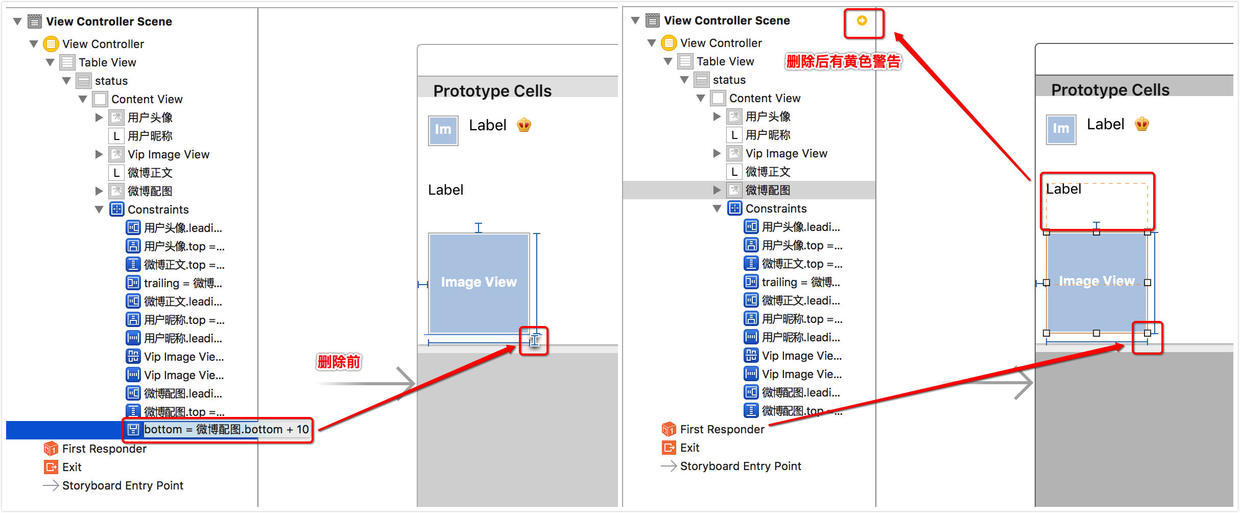 View Controller Scene
View Controller
Table View
status
Content View
用户头像
L 用户昵称
Vip Image View
L 微博正文
微博配图
Constraints
用户头像.leadi...
用户头像.top =...
微博正文.top =...
trailing = 微博...
微博正文.leadi...
用户昵称.top =...
用户昵称.leadi...
Vip Image Vie...
Vip Image Vie...
微博配图.leadi...
微博配图.top =...
bottom = 微博配图.bottom + 10
First Responder
Exit
Storyboard Entry Point
Prototype Cells
Im
Label
Label
Image View
删除前
View Controller Scene
View Controller
Table View
status
Content View
用户头像
L 用户昵称
Vip Image View
L 微博正文
微博配图
Constraints
用户头像.leadi...
用户头像.top =...
微博正文.top =...
trailing = 微博...
微博正文.leadi...
用户昵称.top =...
用户昵称.leadi...
Vip Image Vie...
Vip Image Vie...
微博配图.leadi...
微博配图.top =...
First Responder
Exit
Storyboard Entry Point
删除后有黄色警告
Prototype Cells
Im
Label
Label
Image View